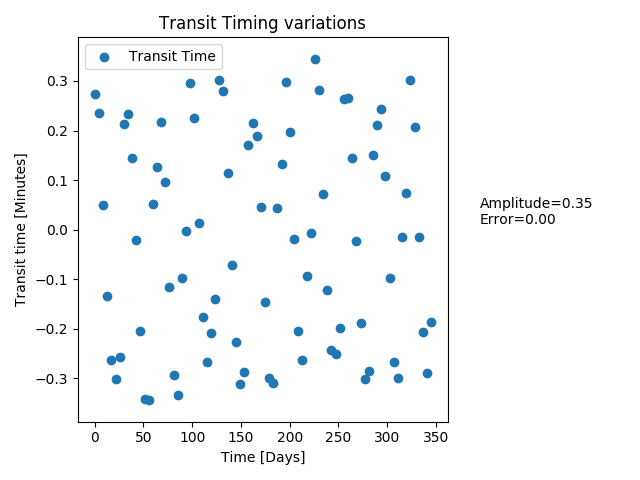 Transit Timing variations
Transit Time
0.3
0.2
0.1
0.0
−0.1
−0.2
−0.3
Transit time [Minutes]
0 50 100 150 200 250 300 350
Time [Days]
Amplitude=0.35
Error=0.00